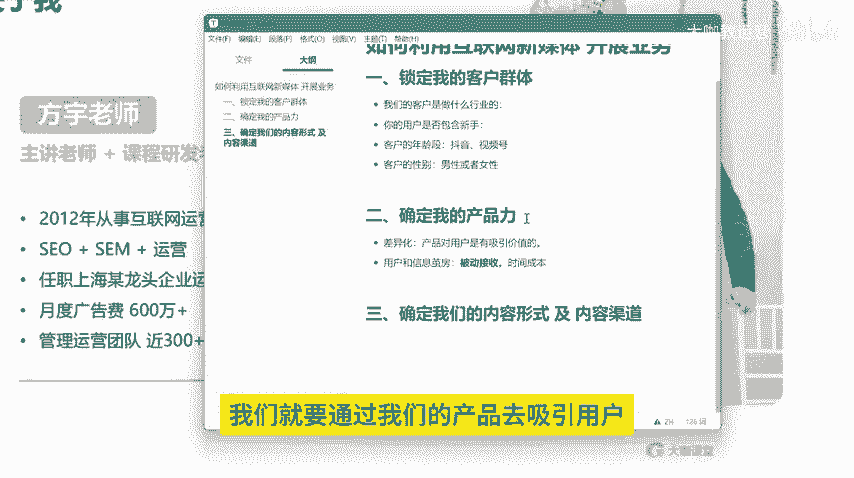 于我
方宇老师
主讲老师 + 课程研发
• 2012年从事互联网运营
• SEO + SEM + 运营
• 任职上海某龙头企业运
• 月度广告费 600万+
• 管理运营团队 近300+
文件(F) 编辑(E) 段落(P) 格式(O) 视图(V) 主题(T) 帮助(H)
文件 大纲
如何利用互联网新媒体 开展业务
一、锁定我的客户群体
二、确定我的产品力
三、确定我们的内容形式 及
内容渠道
如何利用互联网新媒体 开展业务
一、锁定我的客户群体
• 我们的客户是做什么行业的:
• 你的用户是否包含新手:
• 客户的年龄段: 抖音、视频号
• 客户的性别: 男性或者女性
二、确定我的产品力
• 差异化: 产品对用户是有吸引价值的,
• 用户和信息茧房: 被动接收, 时间成本
三、确定我们的内容形式 及 内容渠道
ZH 136 词
我们就要通过我们的产品去吸引用户